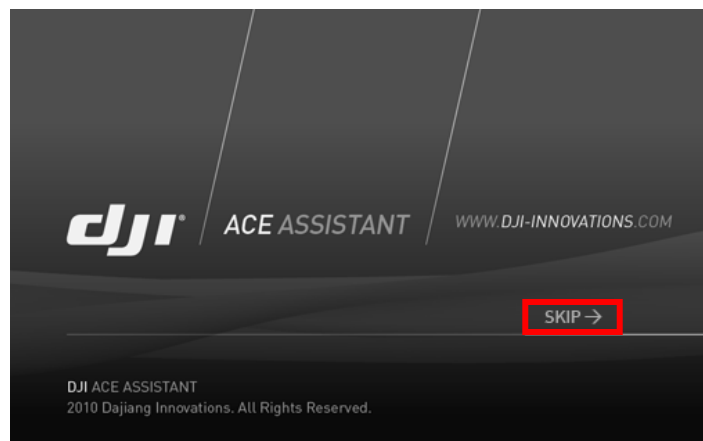 dji® ACE ASSISTANT WWW.DJI-INNOVATIONS.COM
SKIP →
DJI ACE ASSISTANT
2010 Dajiang Innovations. All Rights Reserved.